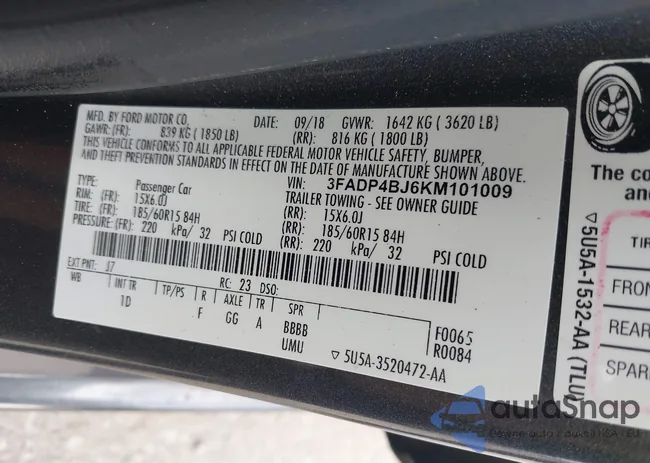 MFD. BY FORD MOTOR CO. DATE: 09/18 GVWR: 1642 KG ( 3620 LB)
GAWR: (FR): 839 KG ( 1850 LB) (RR): 816 KG ( 1800 LB)
THIS VEHICLE CONFORMS TO ALL APPLICABLE FEDERAL MOTOR VEHICLE SAFETY, BUMPER,
AND THEFT PREVENTION STANDARDS IN EFFECT ON THE DATE OF MANUFACTURE SHOWN ABOVE.
VIN: 3FADP4BJ6KM101009
TYPE: Passenger Car TRAILER TOWING - SEE OWNER GUIDE
RIM: (FR): 15X6.0J (RR): 15X6.0J
TIRE: (FR): 185/60R15 84H (RR): 185/60R15 84H
PRESSURE: (FR): 220 kPa/ 32 PSI COLD (RR): 220 kPa/ 32 PSI COLD
EXT PNT: J7 RC: 23 DSO:
WB INT TR TP/PS R AXLE TR SPR
1D F GG A BBBB
UMU
F0065
R0084
▽5U5A-3520472-AA
The co
▽5U5A-1532-AA (TLU)
TI
FRON
REAR
SPAR
autoSnap